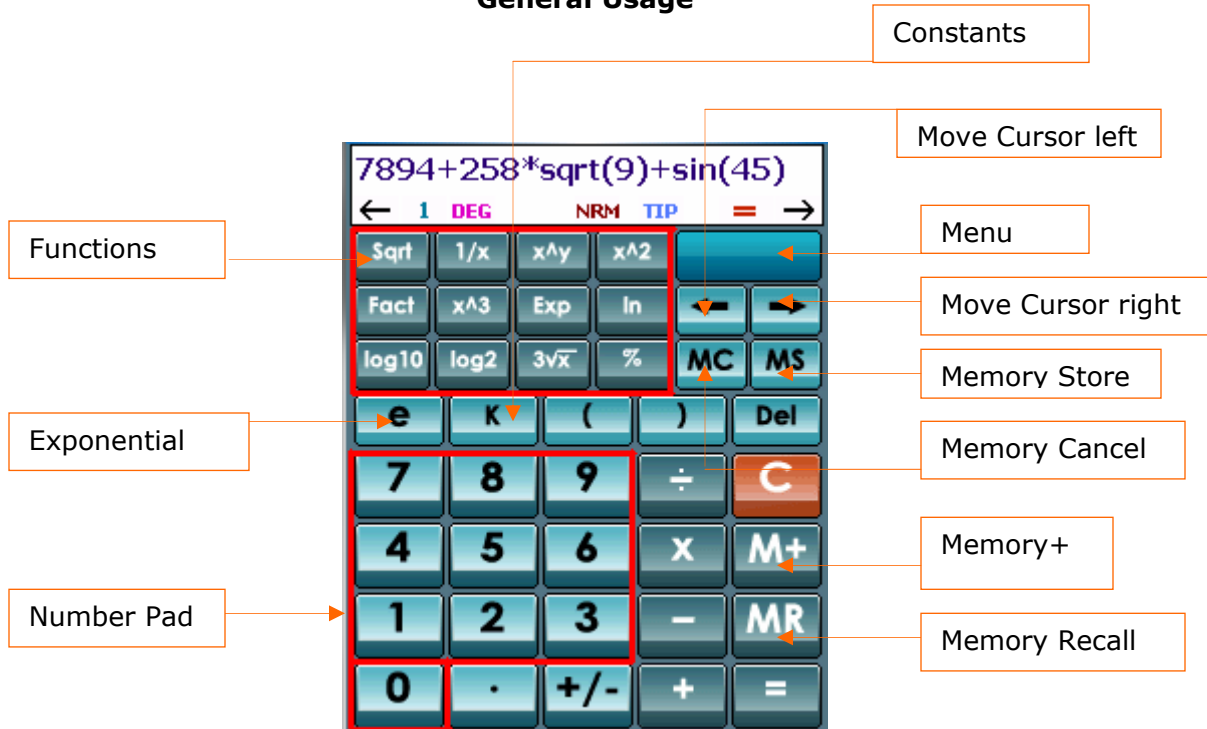 General Usage
Constants
Move Cursor left
7894+258*sqrt(9)+sin(45)
← 1 DEG NRM TIP = →
Functions
Sqrt 1/x x^y x^2
Menu
Fact x^3 Exp ln ← →
Move Cursor right
log10 log2 3√x % MC MS
Memory Store
e K ( ) Del
Exponential
Memory Cancel
7 8 9 ÷ C
4 5 6 x M+
Memory+
Number Pad
1 2 3 − MR
Memory Recall
0 . +/- + =